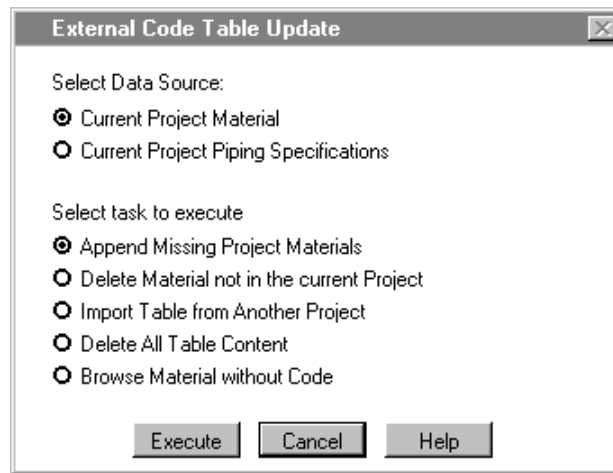 External Code Table Update
Select Data Source:
Current Project Material
Current Project Piping Specifications
Select task to execute
Append Missing Project Materials
Delete Material not in the current Project
Import Table from Another Project
Delete All Table Content
Browse Material without Code
Execute Cancel Help